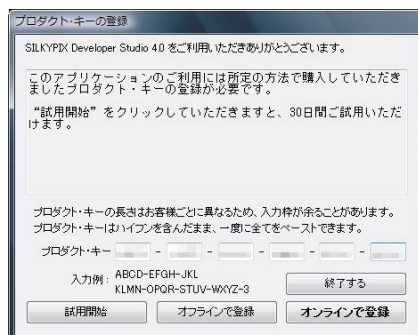 プロダクト・キーの登録
SILKYPIX Developer Studio 4.0 をご利用いただきありがとうございます。
このアプリケーションのご利用には所定の方法で購入していただき
ましたプロダクト・キーの登録が必要です。
“試用開始”をクリックしていただきますと、30日間ご試用いただ
けます。
プロダクト・キーの長さはお客様ごとに異なるため、入力枠が余ることがあります。
プロダクト・キーはハイフンを含んだまま、一度に全てをペーストできます。
プロダクト・キー - - - - -
入力例： ABCD-EFGH-JKL
KLMN-OPQR-STUV-WXYZ-3
終了する
試用開始 オフラインで登録 オンラインで登録